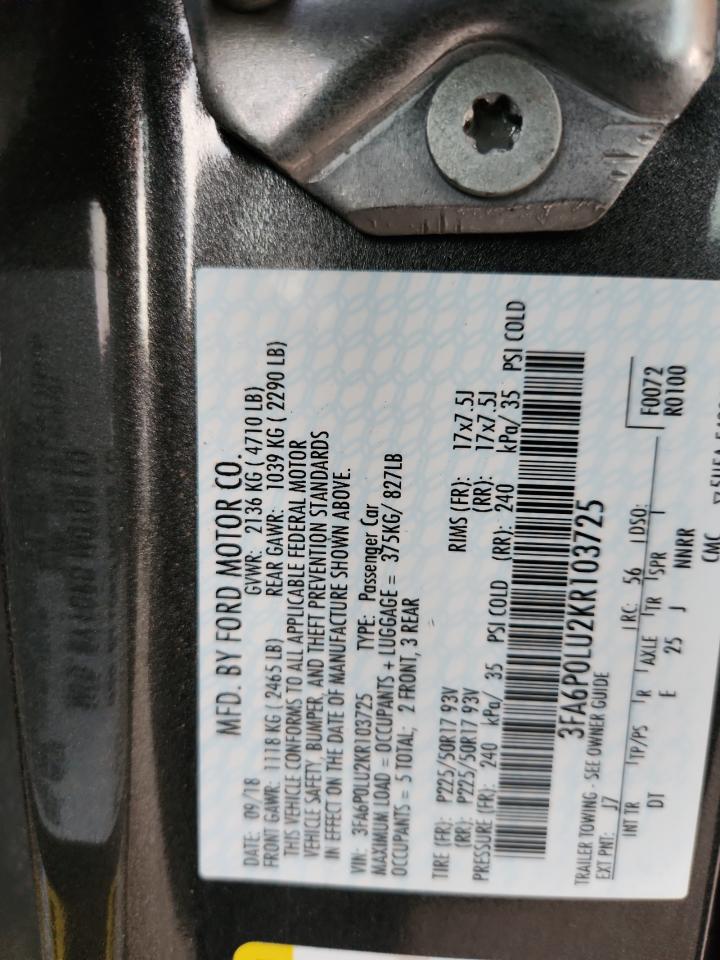 MFD. BY FORD MOTOR CO.
DATE: 09/18 GVWR: 2136 KG ( 4710 LB)
FRONT GAWR: 1118 KG ( 2465 LB) REAR GAWR: 1039 KG ( 2290 LB)
THIS VEHICLE CONFORMS TO ALL APPLICABLE FEDERAL MOTOR
VEHICLE SAFETY, BUMPER, AND THEFT PREVENTION STANDARDS
IN EFFECT ON THE DATE OF MANUFACTURE SHOWN ABOVE.
VIN: 3FA6P0LU2KR103725 TYPE: Passenger Car
MAXIMUM LOAD = OCCUPANTS + LUGGAGE = 375KG/ 827LB
OCCUPANTS = 5 TOTAL; 2 FRONT, 3 REAR
TIRE (FR): P225/50R17 93V RIMS (FR): 17x7.5J
(RR): P225/50R17 93V (RR): 17x7.5J
PRESSURE (FR): 240 kPa/ 35 PSI COLD (RR): 240 kPa/ 35 PSI COLD
3FA6P0LU2KR103725
TRAILER TOWING - SEE OWNER GUIDE
EXT PNT: J7 RC: 56 DSO: F0072
R0100
INT TR TP/PS R AXLE TR SPR
DT E 25 J NNRR
CMC